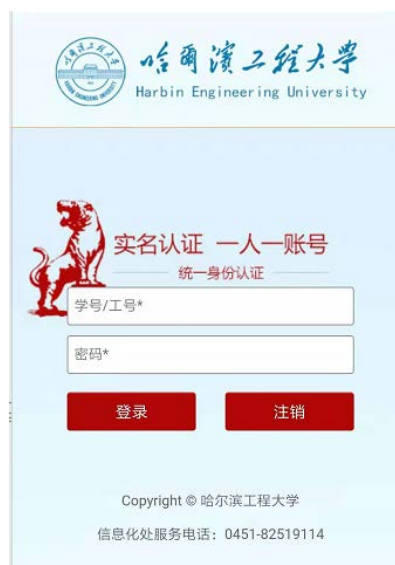 哈爾濱工程大學
Harbin Engineering University
实名认证 一人一账号
统一身份认证
学号/工号*
密码*
登录
注销
Copyright © 哈尔滨工程大学
信息化处服务电话：0451-82519114